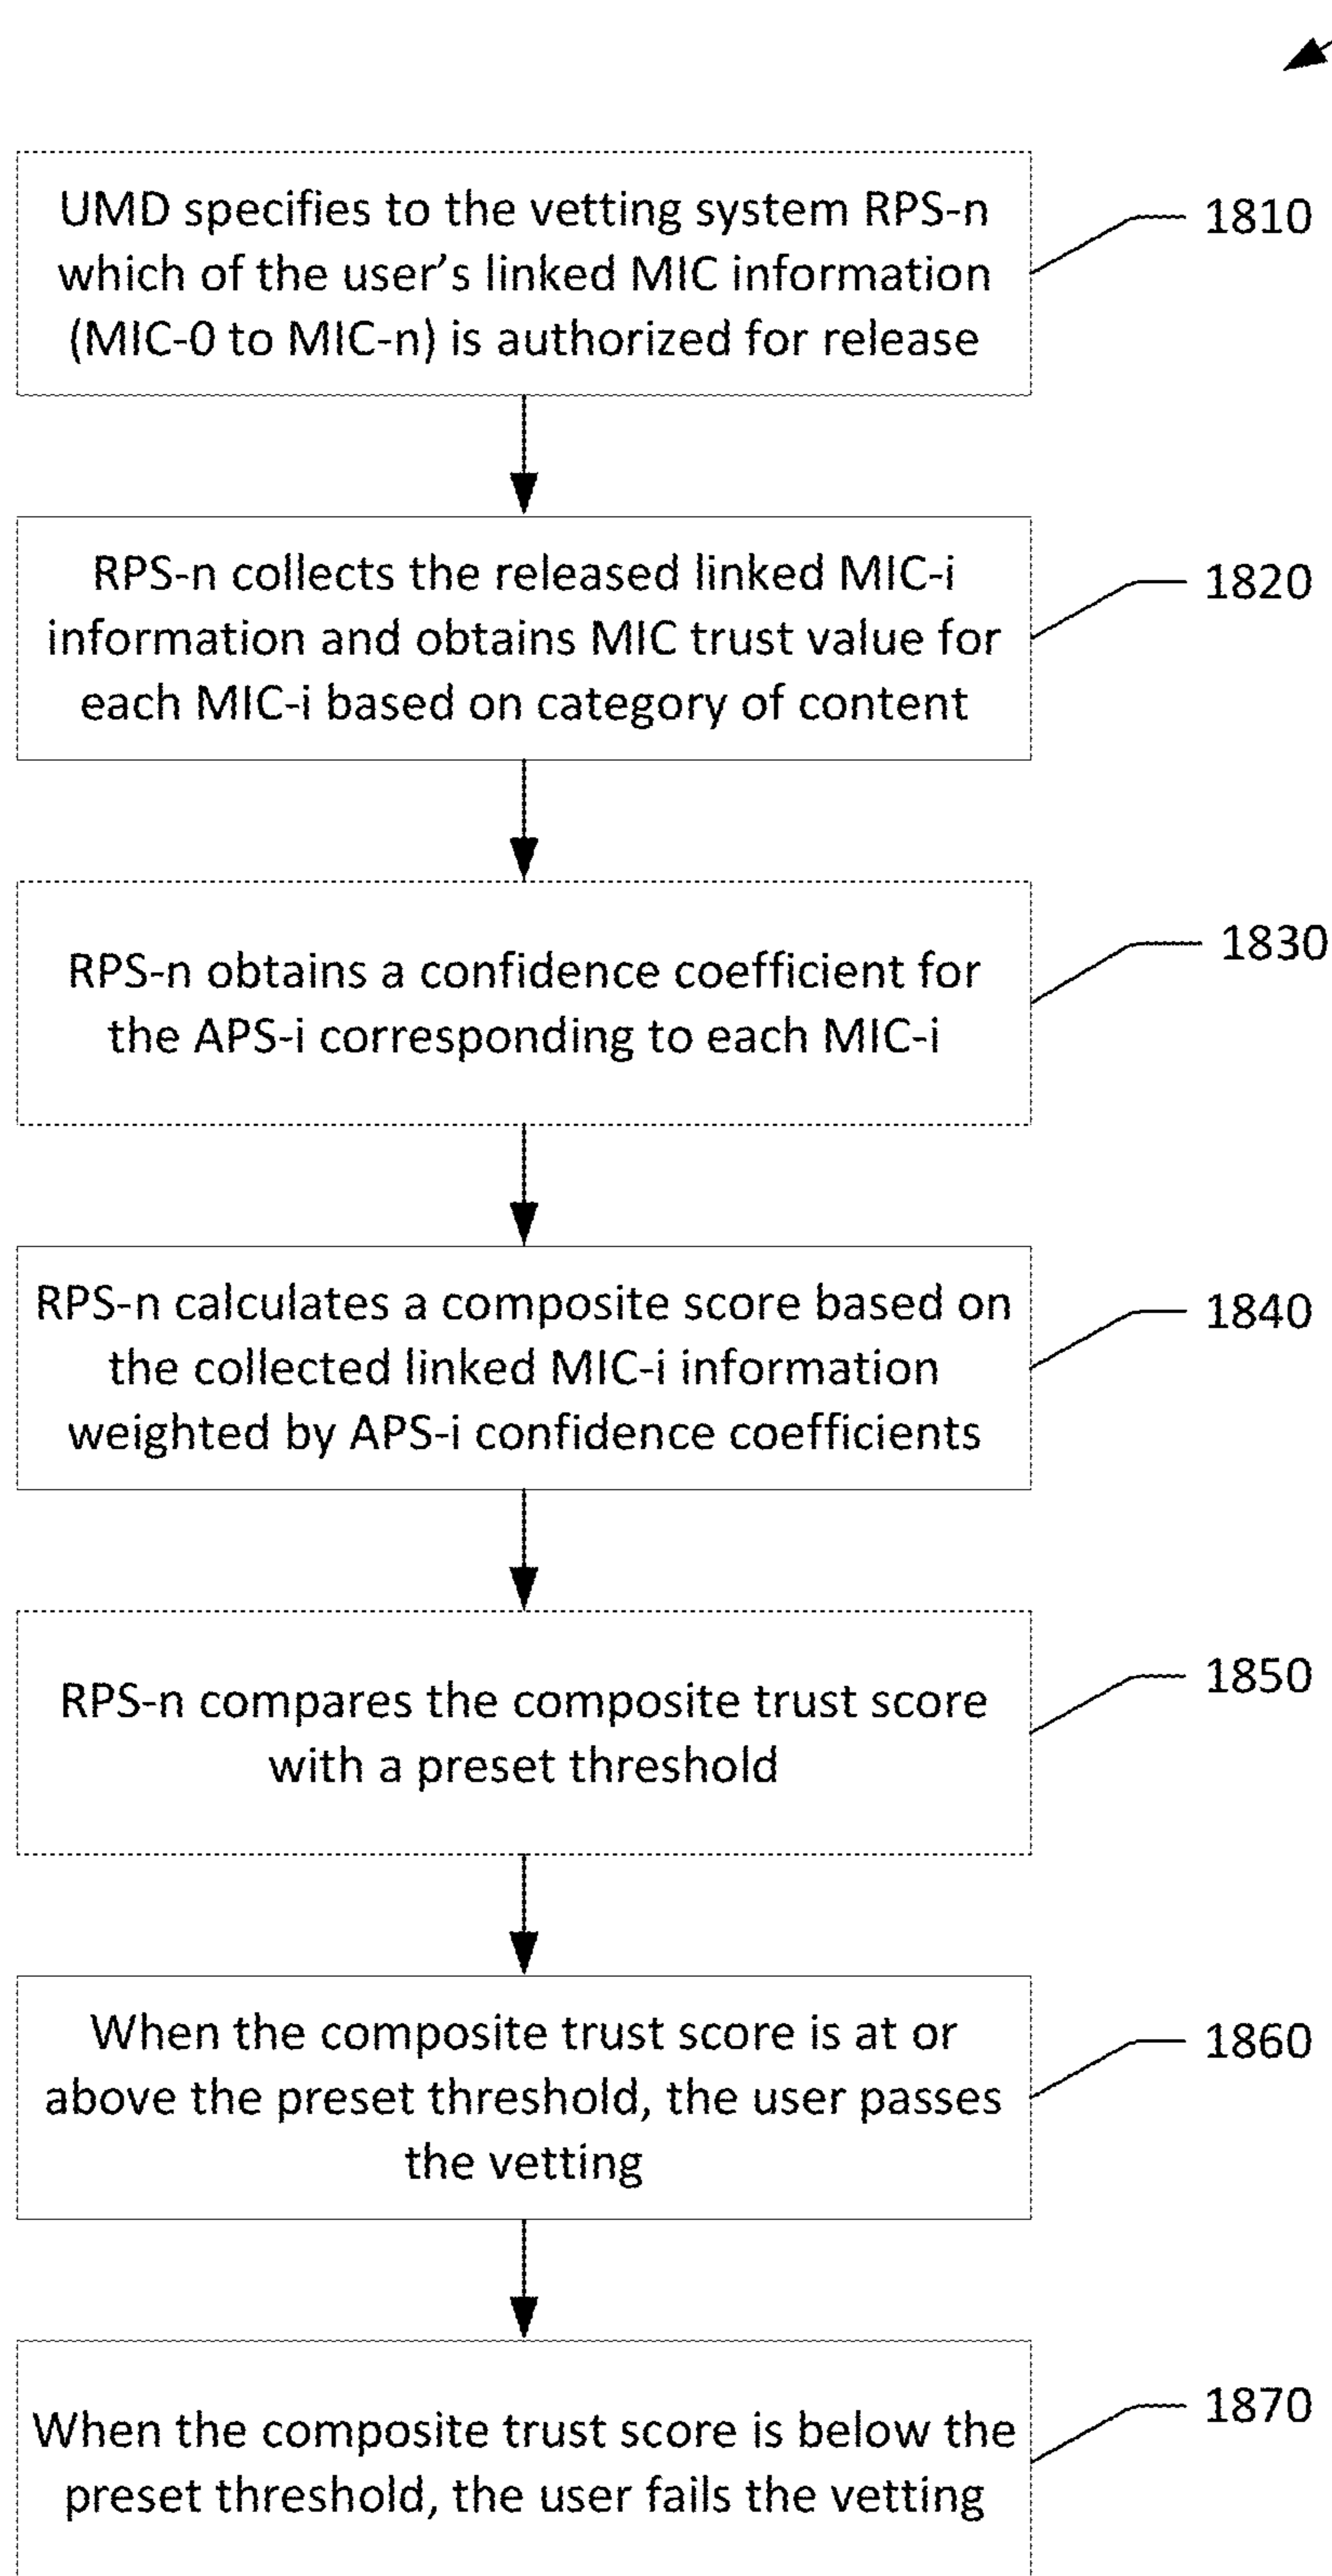 UMD specifies to the vetting system RPS-n
which of the user's linked MIC information
(MIC-0 to MIC-n) is authorized for release
1810
RPS-n collects the released linked MIC-i
information and obtains MIC trust value for
each MIC-i based on category of content
1820
RPS-n obtains a confidence coefficient for
the APS-i corresponding to each MIC-i
1830
RPS-n calculates a composite score based on
the collected linked MIC-i information
weighted by APS-i confidence coefficients
1840
RPS-n compares the composite trust score
with a preset threshold
1850
When the composite trust score is at or
above the preset threshold, the user passes
the vetting
1860
When the composite trust score is below the
preset threshold, the user fails the vetting
1870